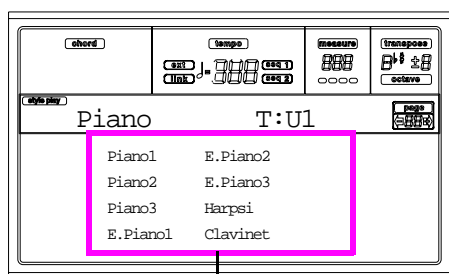 chord tempo measure transpose
ext seq 1
link seq 2
octave
style play page
Piano T:U1
Piano1 E.Piano2
Piano2 E.Piano3
Piano3 Harpsi
E.Piano1 Clavinet